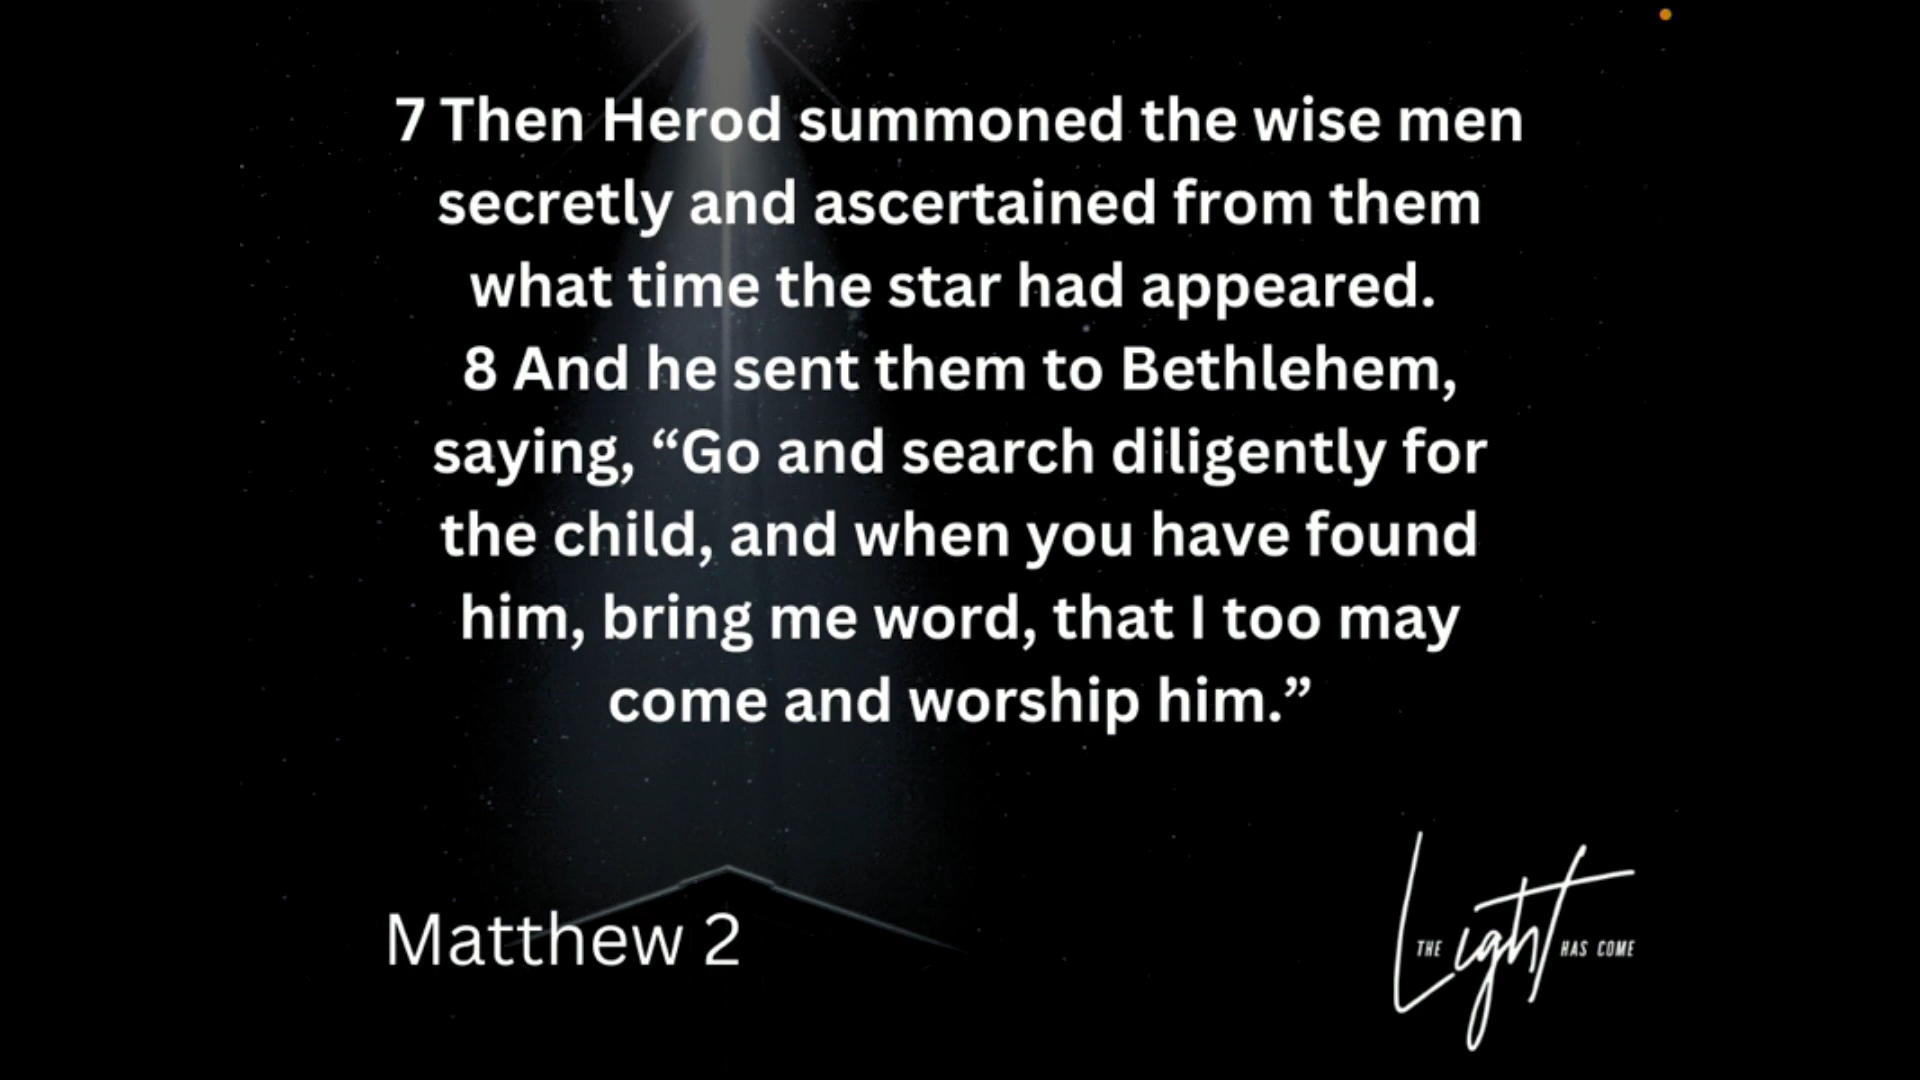 7 Then Herod summoned the wise men
secretly and ascertained from them
what time the star had appeared.
8 And he sent them to Bethlehem,
saying, “Go and search diligently for
the child, and when you have found
him, bring me word, that I too may
come and worship him.”
Matthew 2
THE Light HAS COME